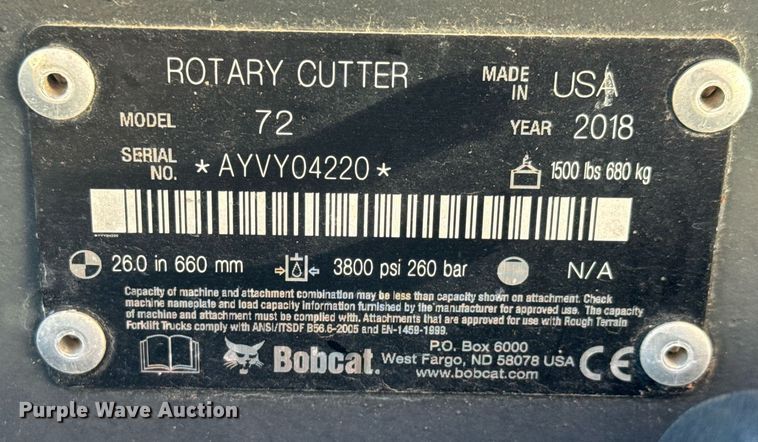 ROTARY CUTTER MADE IN USA
MODEL 72 YEAR 2018
SERIAL NO. *AYVY04220* 1500 lbs 680 kg
*AYVY04220*
26.0 in 660 mm 3800 psi 260 bar N/A
Capacity of machine and attachment combination may be less than capacity shown on attachment. Check
machine nameplate and load capacity information furnished by the manufacturer for approved use. The capacity
of machine and attachment must be complied with. Attachments that are approved for use with Rough Terrain
Forklift Trucks comply with ANSI/ITSDF B56.6-2005 and EN-1459-1999.
Bobcat.
P.O. Box 6000
West Fargo, ND 58078 USA
www.bobcat.com
CE
Purple Wave Auction